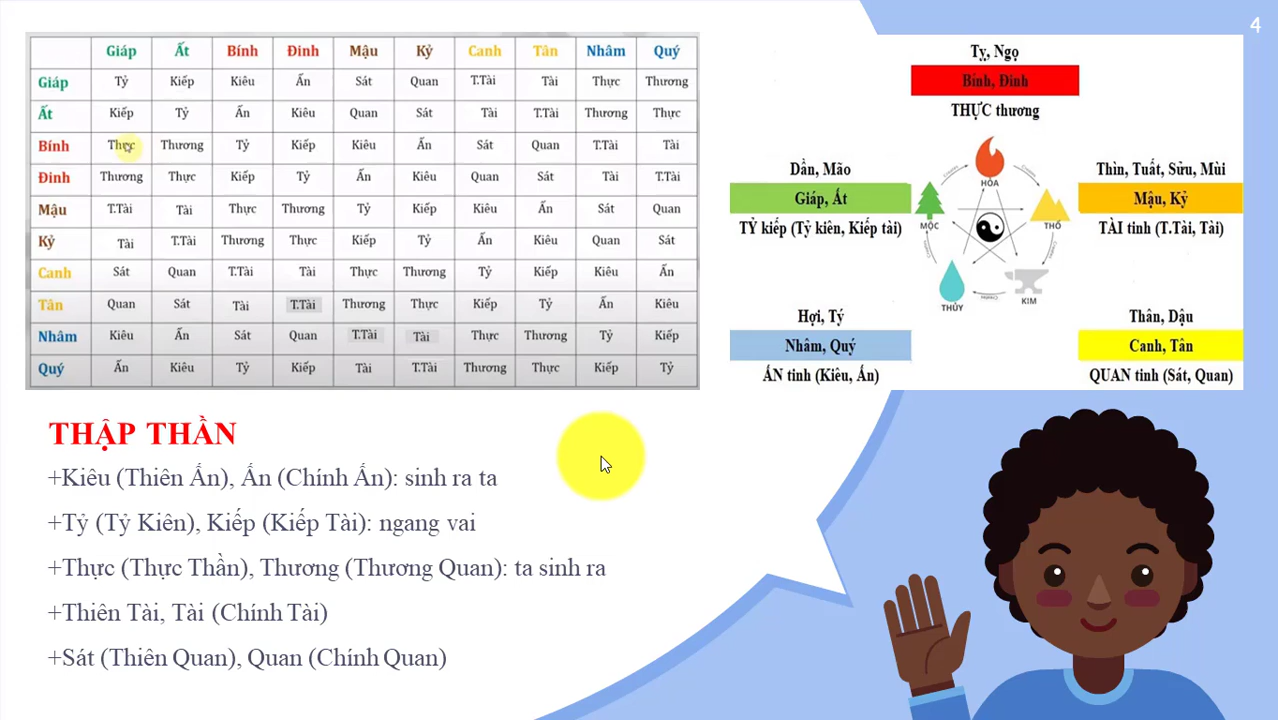 4
Giáp Ất Bính Đinh Mậu Kỷ Canh Tân Nhâm Quý
Giáp Tỷ Kiếp Kiêu Ấn Sát Quan T.Tài Tài Thực Thương
Ất Kiếp Tỷ Ấn Kiêu Quan Sát Tài T.Tài Thương Thực
Bính Thực Thương Tỷ Kiếp Kiêu Ấn Sát Quan T.Tài Tài
Đinh Thương Thực Kiếp Tỷ Ấn Kiêu Quan Sát Tài T.Tài
Mậu T.Tài Tài Thực Thương Tỷ Kiếp Kiêu Ấn Sát Quan
Kỷ Tài T.Tài Thương Thực Kiếp Tỷ Ấn Kiêu Quan Sát
Canh Sát Quan T.Tài Tài Thực Thương Tỷ Kiếp Kiêu Ấn
Tân Quan Sát Tài T.Tài Thương Thực Kiếp Tỷ Ấn Kiêu
Nhâm Kiêu Ấn Sát Quan T.Tài Tài Thực Thương Tỷ Kiếp
Quý Ấn Kiêu Tỷ Kiếp Tài T.Tài Thương Thực Kiếp Tỷ
Tỵ, Ngọ
Bính, Đinh
THỰC thương
Dần, Mão
Giáp, Ất
TỶ kiếp (Tỷ kiên, Kiếp tài)
Thìn, Tuất, Sửu, Mùi
Mậu, Kỷ
TÀI tinh (T.Tài, Tài)
HỎA
MỘC
THỔ
THỦY
KIM
Hợi, Tý
Nhâm, Quý
ẤN tinh (Kiêu, Ấn)
Thân, Dậu
Canh, Tân
QUAN tinh (Sát, Quan)
THẬP THẦN
+Kiêu (Thiên Ấn), Ấn (Chính Ấn): sinh ra ta
+Tỷ (Tỷ Kiên), Kiếp (Kiếp Tài): ngang vai
+Thực (Thực Thần), Thương (Thương Quan): ta sinh ra
+Thiên Tài, Tài (Chính Tài)
+Sát (Thiên Quan), Quan (Chính Quan)